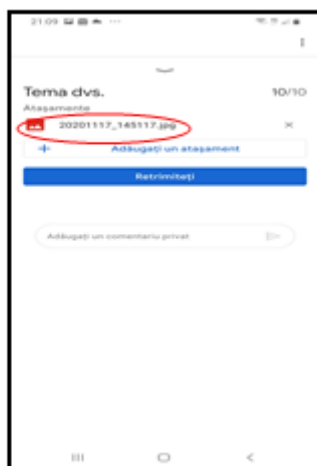 21:09
Tema dvs. 10/10
Atașamente
20201117_145117.jpg
Adăugați un atașament
Retrimiteți
Adăugați un comentariu privat